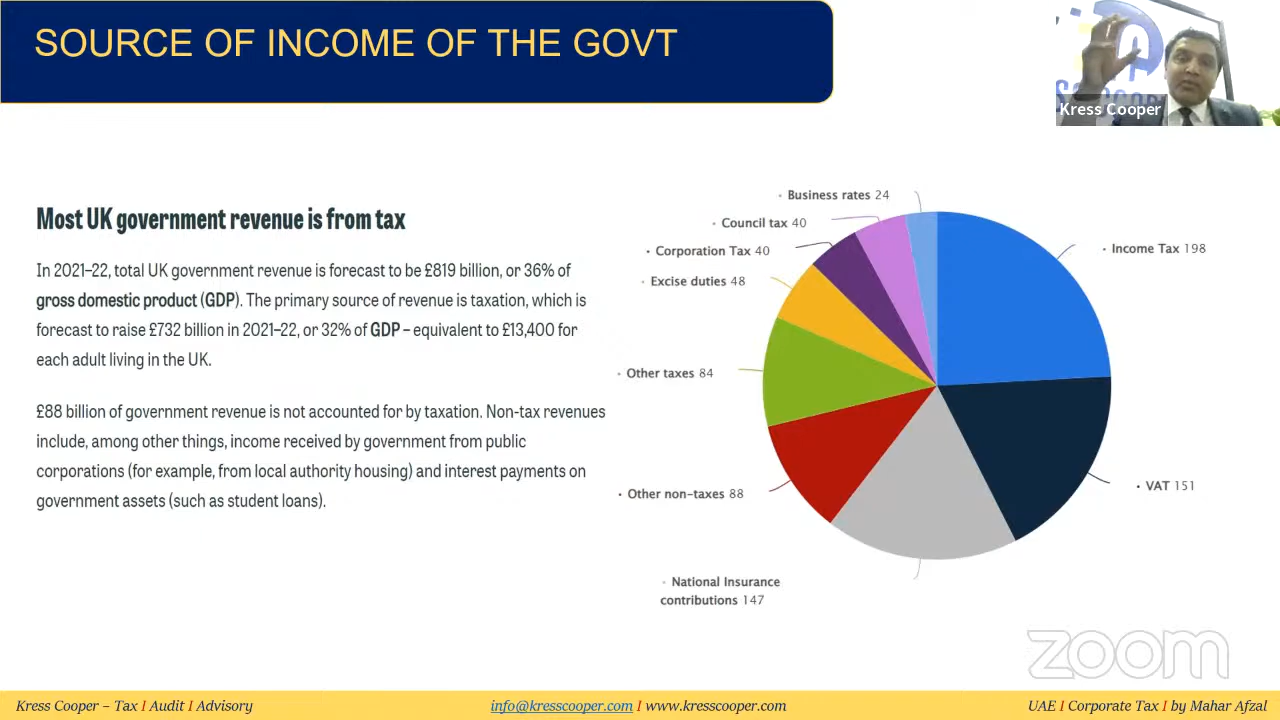 SOURCE OF INCOME OF THE GOVT
Kress Cooper
Most UK government revenue is from tax
In 2021–22, total UK government revenue is forecast to be £819 billion, or 36% of
gross domestic product (GDP). The primary source of revenue is taxation, which is
forecast to raise £732 billion in 2021–22, or 32% of GDP – equivalent to £13,400 for
each adult living in the UK.
£88 billion of government revenue is not accounted for by taxation. Non-tax revenues
include, among other things, income received by government from public
corporations (for example, from local authority housing) and interest payments on
government assets (such as student loans).
Business rates 24
Council tax 40
Corporation Tax 40
Excise duties 48
Other taxes 84
Other non-taxes 88
National Insurance
contributions 147
Income Tax 198
VAT 151
zoom
Kress Cooper – Tax I Audit I Advisory
info@kresscooper.com I www.kresscooper.com
UAE I Corporate Tax I by Mahar Afzal